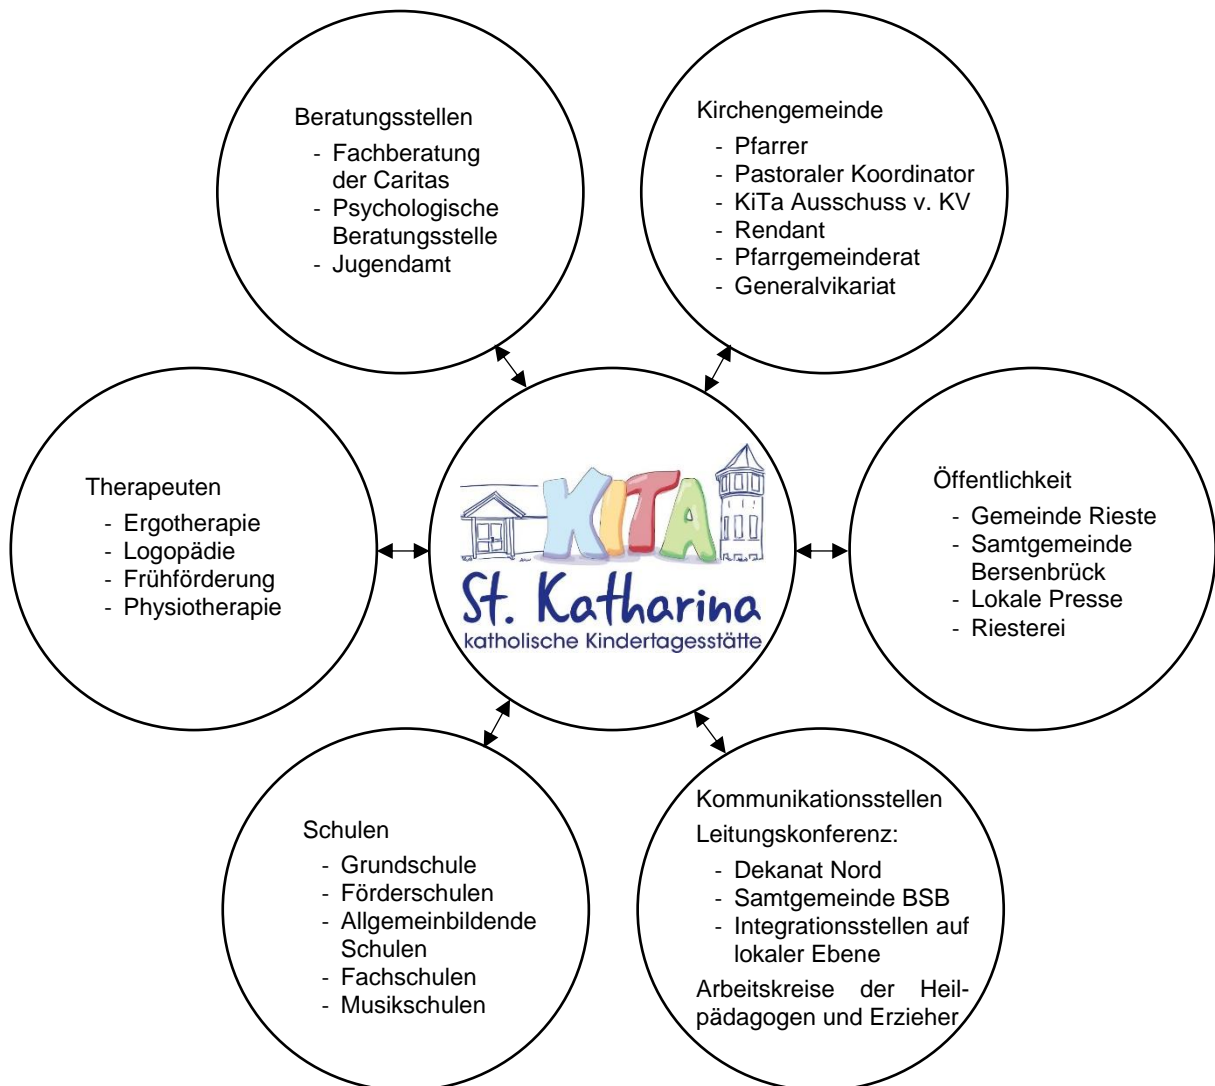 Beratungsstellen
- Fachberatung
der Caritas
- Psychologische
Beratungsstelle
- Jugendamt
Kirchengemeinde
- Pfarrer
- Pastoraler Koordinator
- KiTa Ausschuss v. KV
- Rendant
- Pfarrgemeinderat
- Generalvikariat
Therapeuten
- Ergotherapie
- Logopädie
- Frühförderung
- Physiotherapie
KITA
St. Katharina
katholische Kindertagesstätte
Öffentlichkeit
- Gemeinde Rieste
- Samtgemeinde
Bersenbrück
- Lokale Presse
- Riesterei
Schulen
- Grundschule
- Förderschulen
- Allgemeinbildende
Schulen
- Fachschulen
- Musikschulen
Kommunikationsstellen
Leitungskonferenz:
- Dekanat Nord
- Samtgemeinde BSB
- Integrationsstellen auf
lokaler Ebene
Arbeitskreise der Heil-
pädagogen und Erzieher